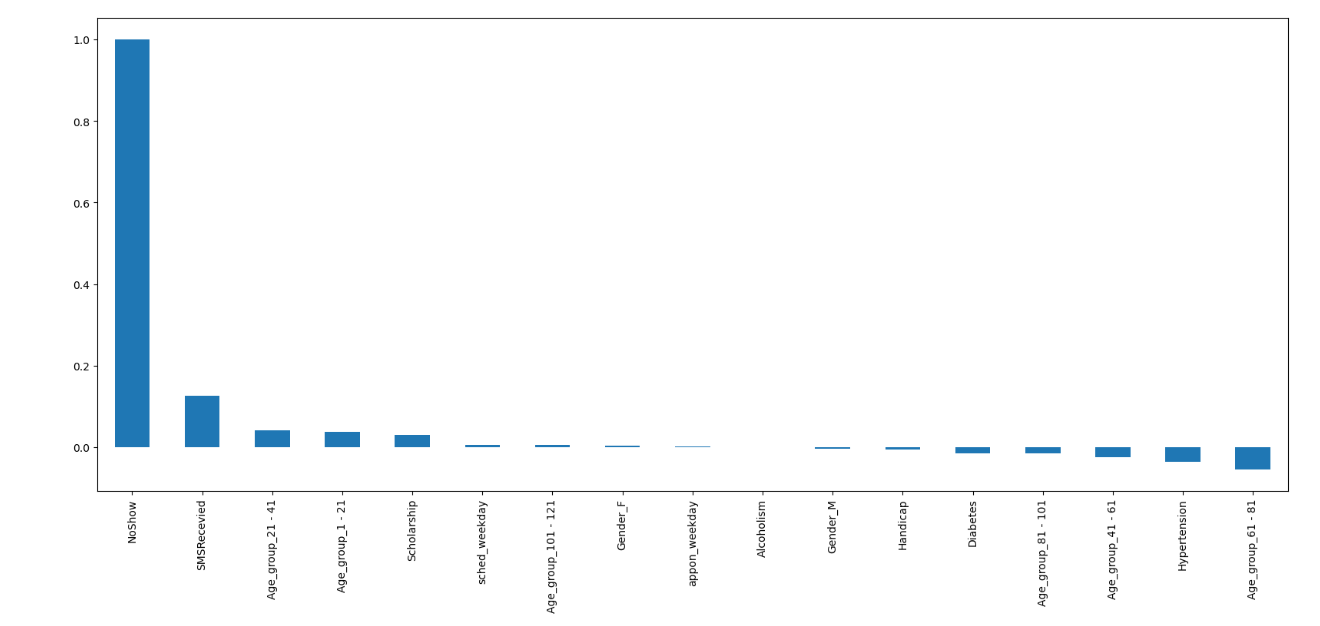 1.0
0.8
0.6
0.4
0.2
0.0
NoShow
SMSRecevied
Age_group_21 - 41
Age_group_1 - 21
Scholarship
sched_weekday
Age_group_101 - 121
Gender_F
appon_weekday
Alcoholism
Gender_M
Handicap
Diabetes
Age_group_81 - 101
Age_group_41 - 61
Hypertension
Age_group_61 - 81